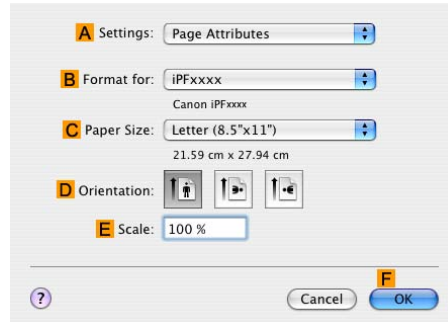 A Settings: Page Attributes
B Format for: iPFxxxx
Canon iPFxxxx
C Paper Size: Letter (8.5"x11")
21.59 cm x 27.94 cm
D Orientation:
E Scale: 100 %
F
? Cancel OK